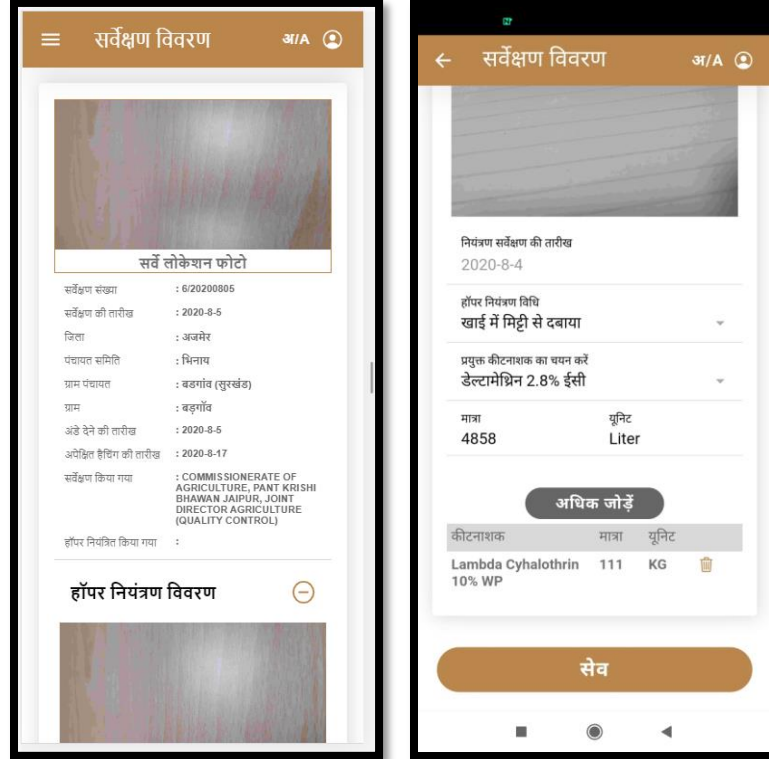 सर्वेक्षण विवरण
अ/A
सर्वे लोकेशन फोटो
सर्वेक्षण संख्या : 6/20200805
सर्वेक्षण की तारीख : 2020-8-5
जिला : अजमेर
पंचायत समिति : भिनाय
ग्राम पंचायत : बडगांव (सुरखंड)
ग्राम : बड़गाँव
अंडे देने की तारीख : 2020-8-5
अपेक्षित हैचिंग की तारीख : 2020-8-17
सर्वेक्षण किया गया : COMMISSIONERATE OF
AGRICULTURE, PANT KRISHI
BHAWAN JAIPUR, JOINT
DIRECTOR AGRICULTURE
(QUALITY CONTROL)
हॉपर नियंत्रित किया गया :
हॉपर नियंत्रण विवरण
सर्वेक्षण विवरण
अ/A
नियंत्रण सर्वेक्षण की तारीख
2020-8-4
हॉपर नियंत्रण विधि
खाई में मिट्टी से दबाया
प्रयुक्त कीटनाशक का चयन करें
डेल्टामेथ्रिन 2.8% ईसी
मात्रा यूनिट
4858 Liter
अधिक जोड़ें
कीटनाशक मात्रा यूनिट
Lambda Cyhalothrin 111 KG
10% WP
सेव